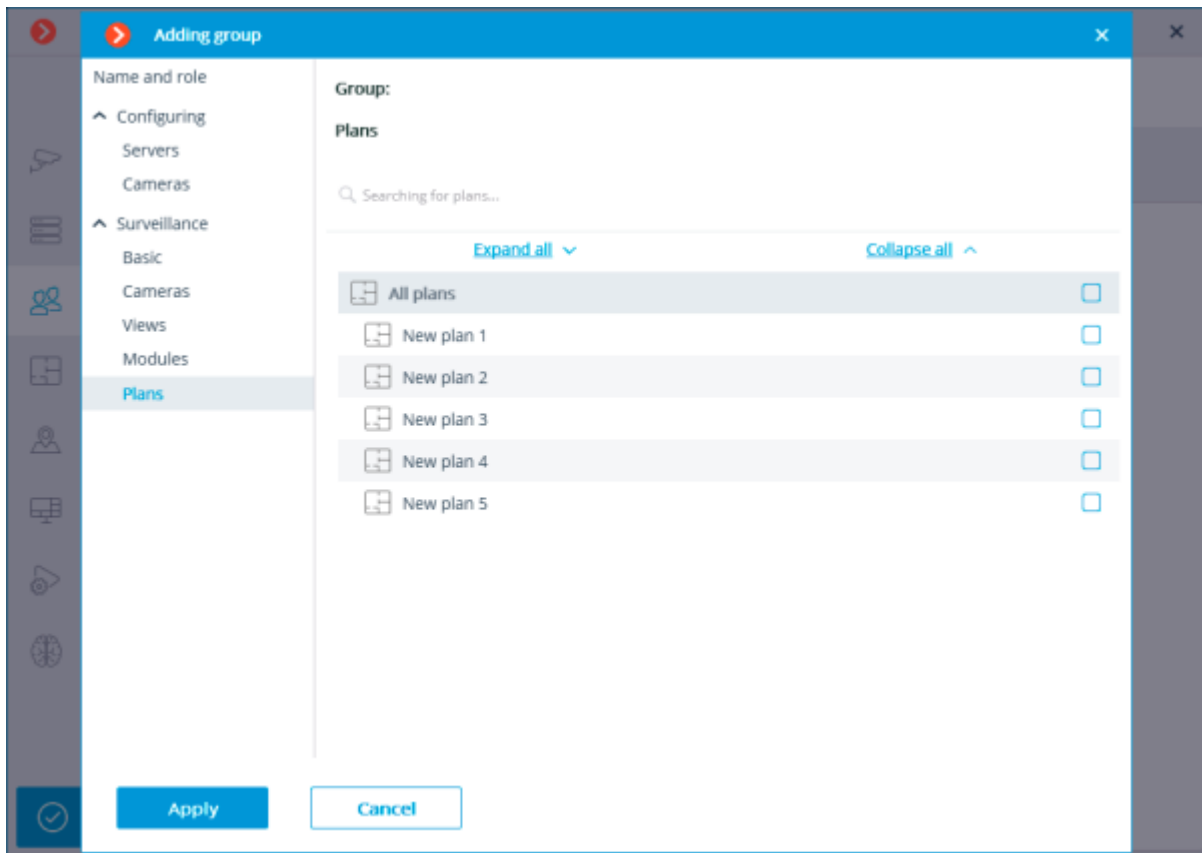 Adding group
Name and role
Configuring
Servers
Cameras
Surveillance
Basic
Cameras
Views
Modules
Plans
Group:
Plans
Searching for plans...
Expand all
Collapse all
All plans
New plan 1
New plan 2
New plan 3
New plan 4
New plan 5
Apply
Cancel